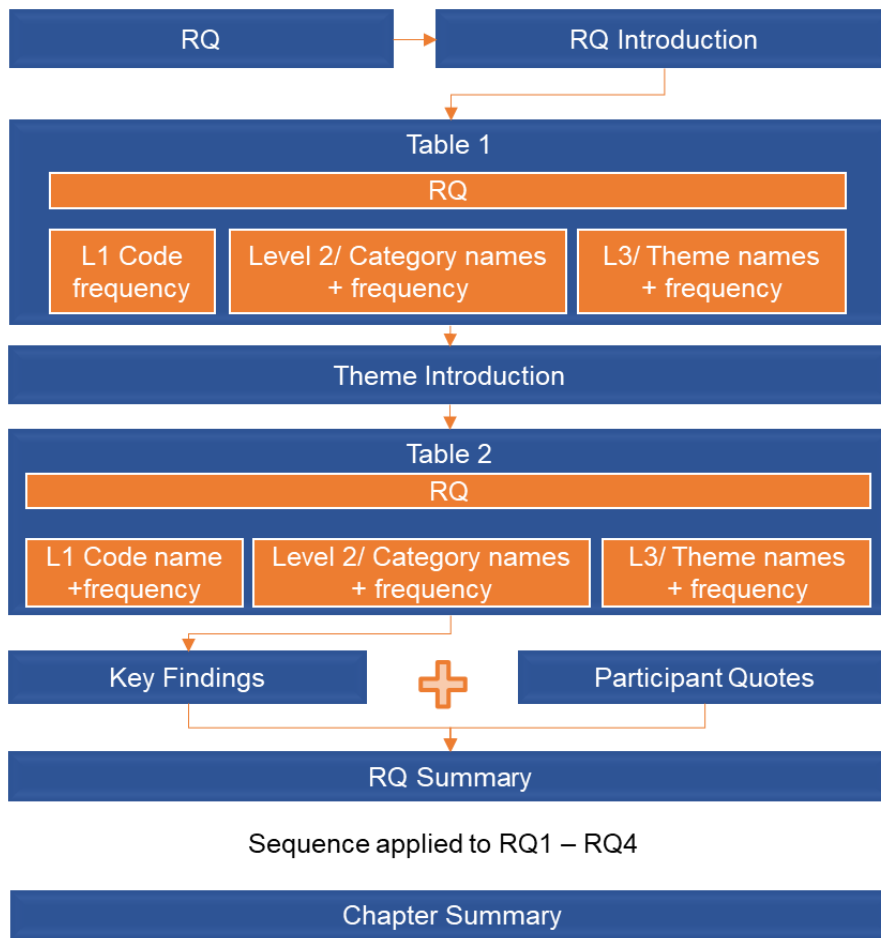 RQ
RQ Introduction
Table 1
RQ
L1 Code
frequency
Level 2/ Category names
+ frequency
L3/ Theme names
+ frequency
Theme Introduction
Table 2
RQ
L1 Code name
+frequency
Level 2/ Category names
+ frequency
L3/ Theme names
+ frequency
Key Findings
Participant Quotes
RQ Summary
Sequence applied to RQ1 – RQ4
Chapter Summary